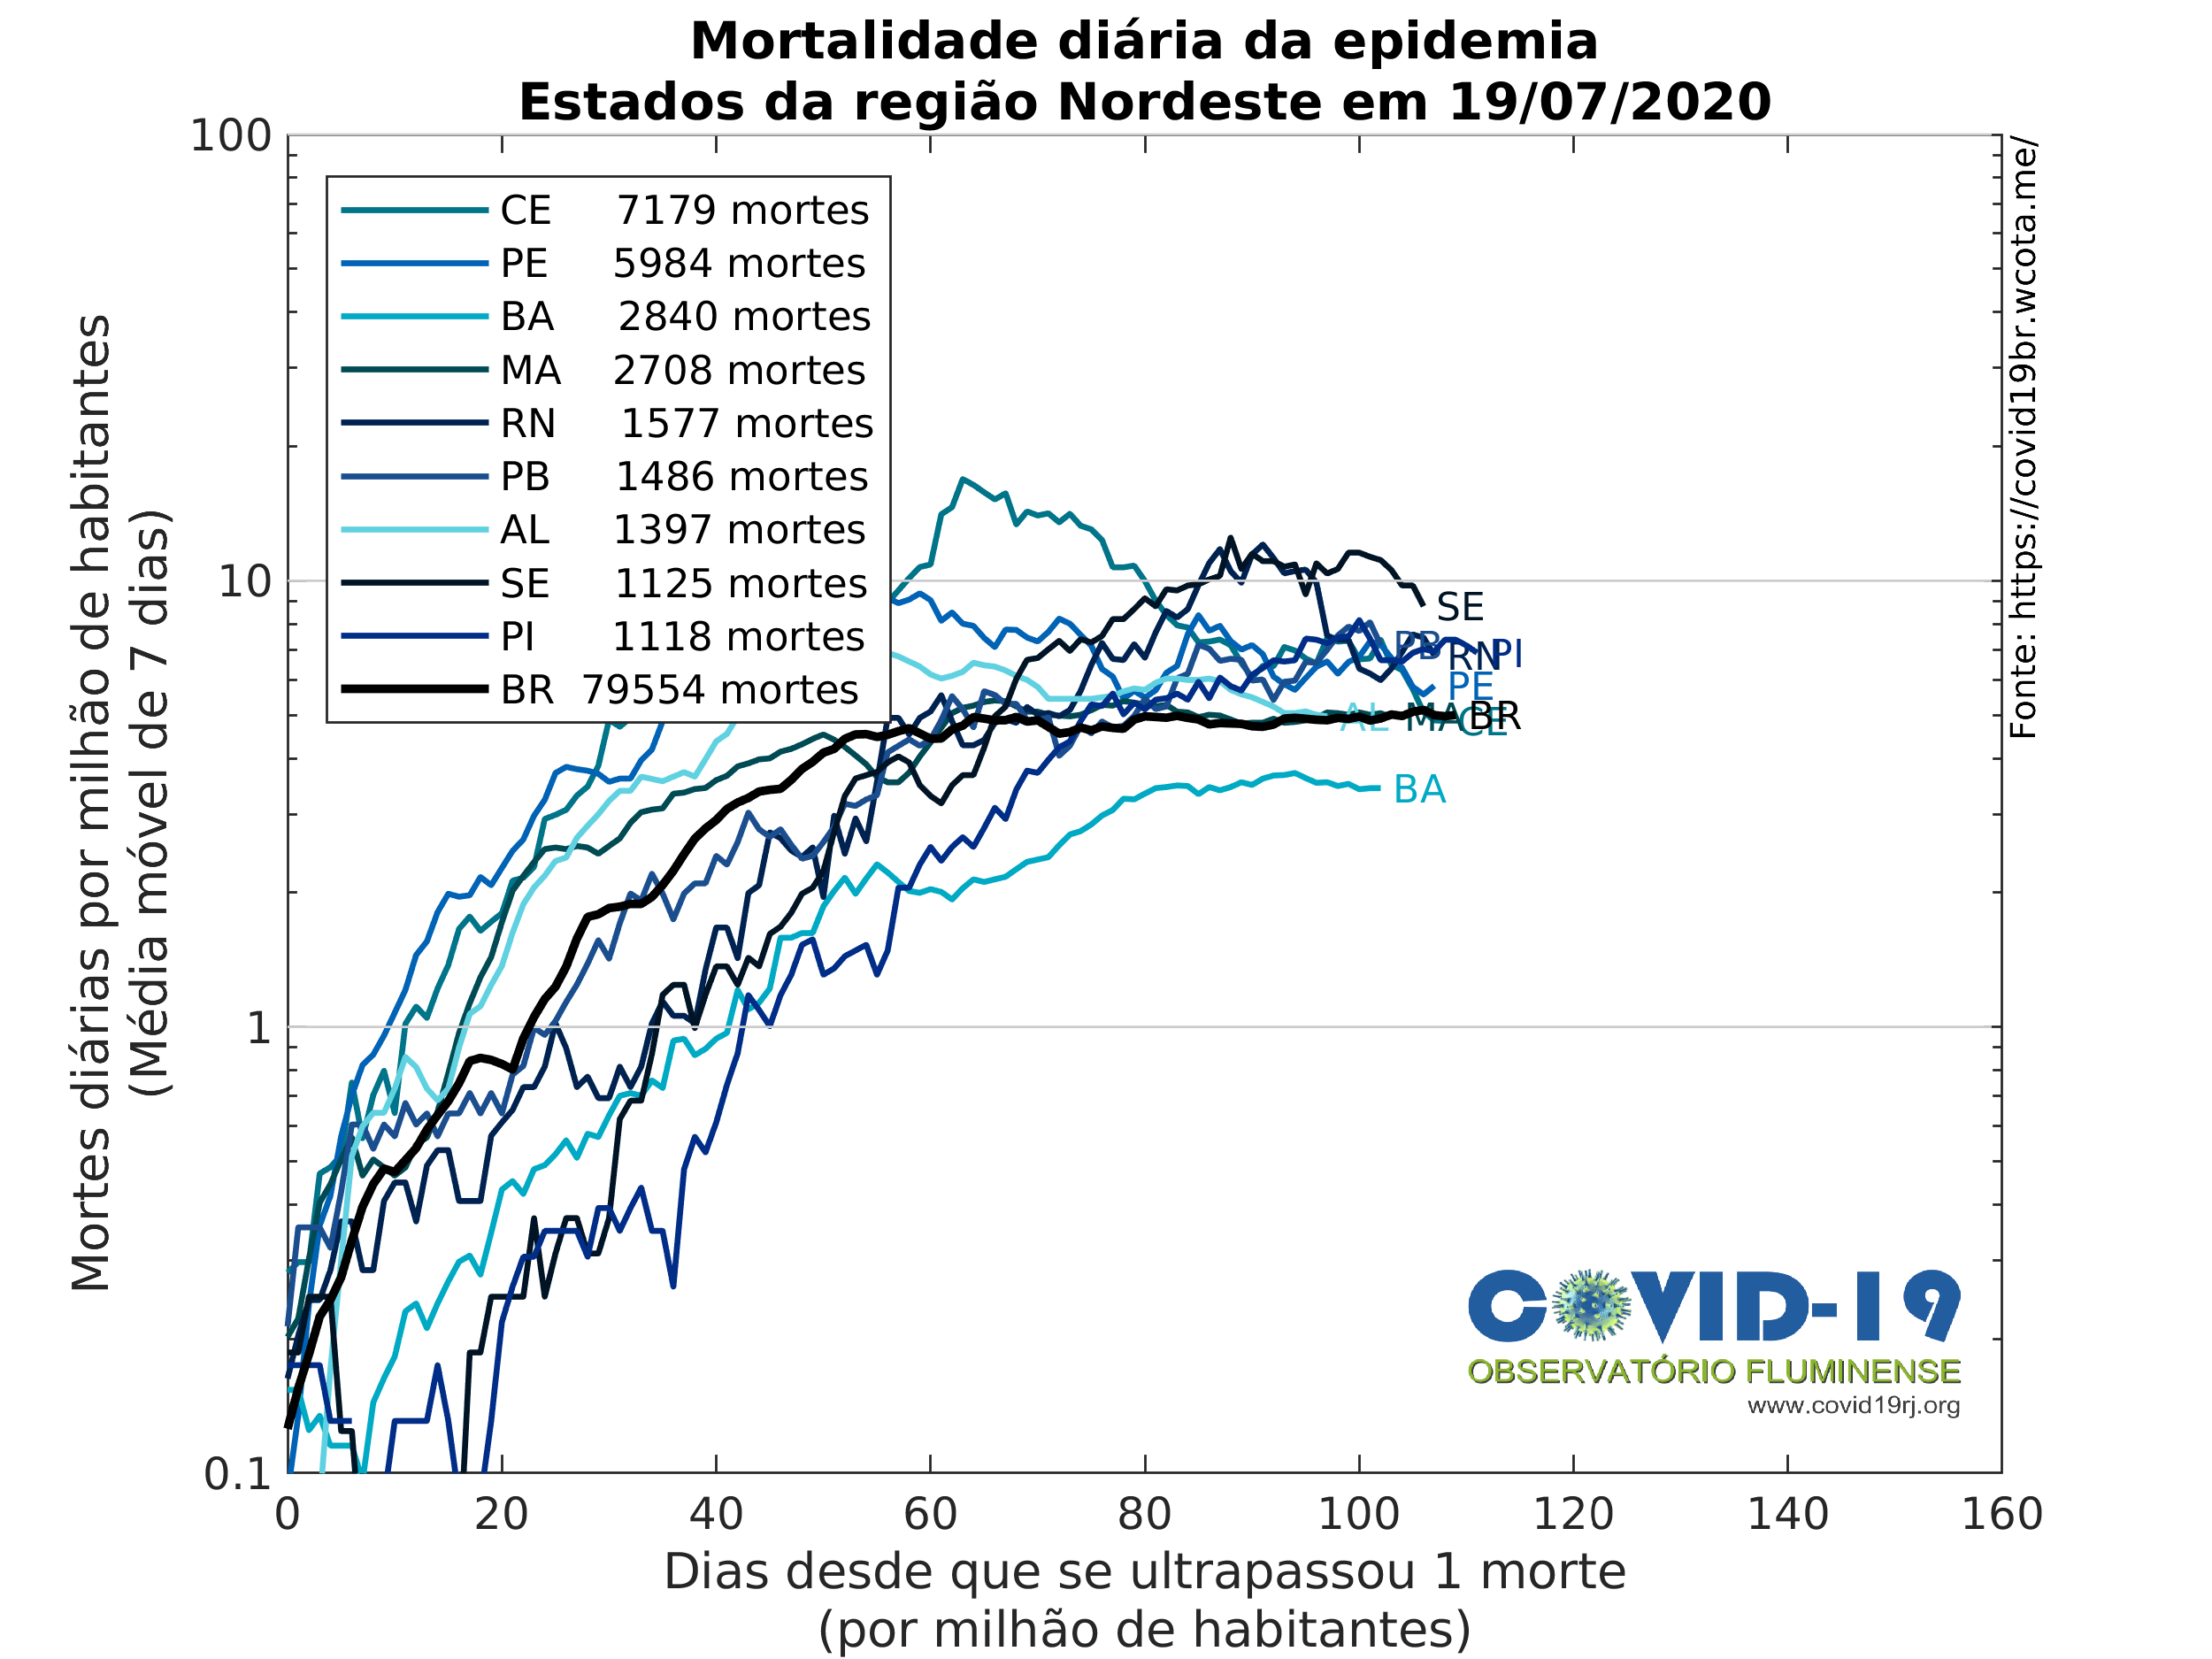 Mortalidade diária da epidemia
Estados da região Nordeste em 19/07/2020
Mortes diárias por milhão de habitantes
(Média móvel de 7 dias)
100
10
1
0.1
CE 7179 mortes
PE 5984 mortes
BA 2840 mortes
MA 2708 mortes
RN 1577 mortes
PB 1486 mortes
AL 1397 mortes
SE 1125 mortes
PI 1118 mortes
BR 79554 mortes
SE
PB
RN
PI
PE
AL
MA
CE
BR
BA
Fonte: https://covid19br.wcota.me/
COVID-19
OBSERVATÓRIO FLUMINENSE
www.covid19rj.org
0 20 40 60 80 100 120 140 160
Dias desde que se ultrapassou 1 morte
(por milhão de habitantes)